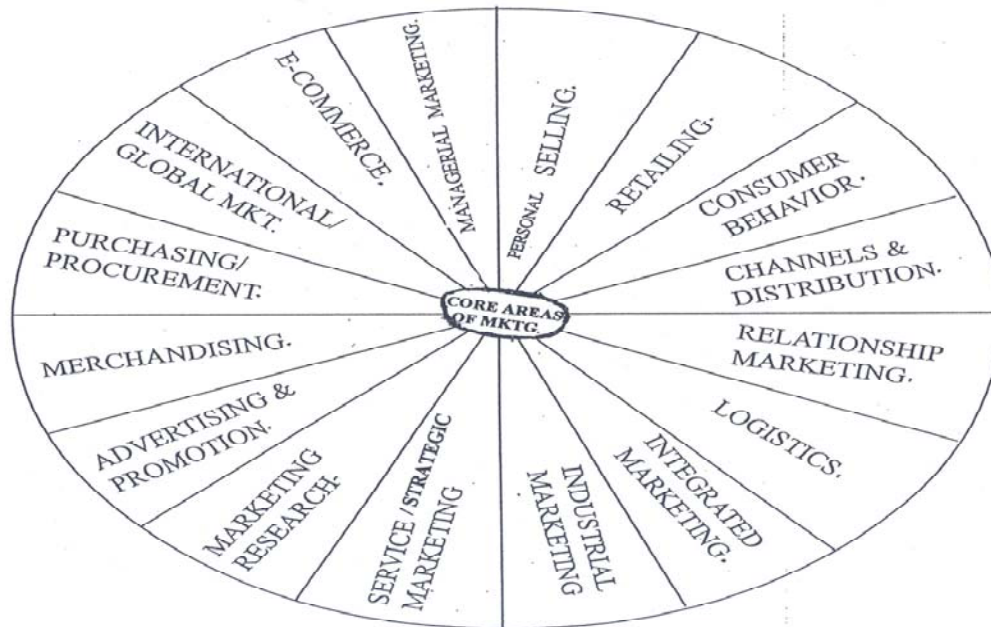 MANAGERIAL MARKETING.
PERSONAL SELLING.
RETAILING.
CONSUMER
BEHAVIOR.
CHANNELS &
DISTRIBUTION.
RELATIONSHIP
MARKETING.
LOGISTICS.
INTEGRATED
MARKETING.
INDUSTRIAL
MARKETING
SERVICE / STRATEGIC
MARKETING
MARKETING
RESEARCH.
ADVERTISING &
PROMOTION.
MERCHANDISING.
PURCHASING/
PROCUREMENT.
INTERNATIONAL/
GLOBAL MKT.
E-COMMERCE.
CORE AREAS
OF MKTG.